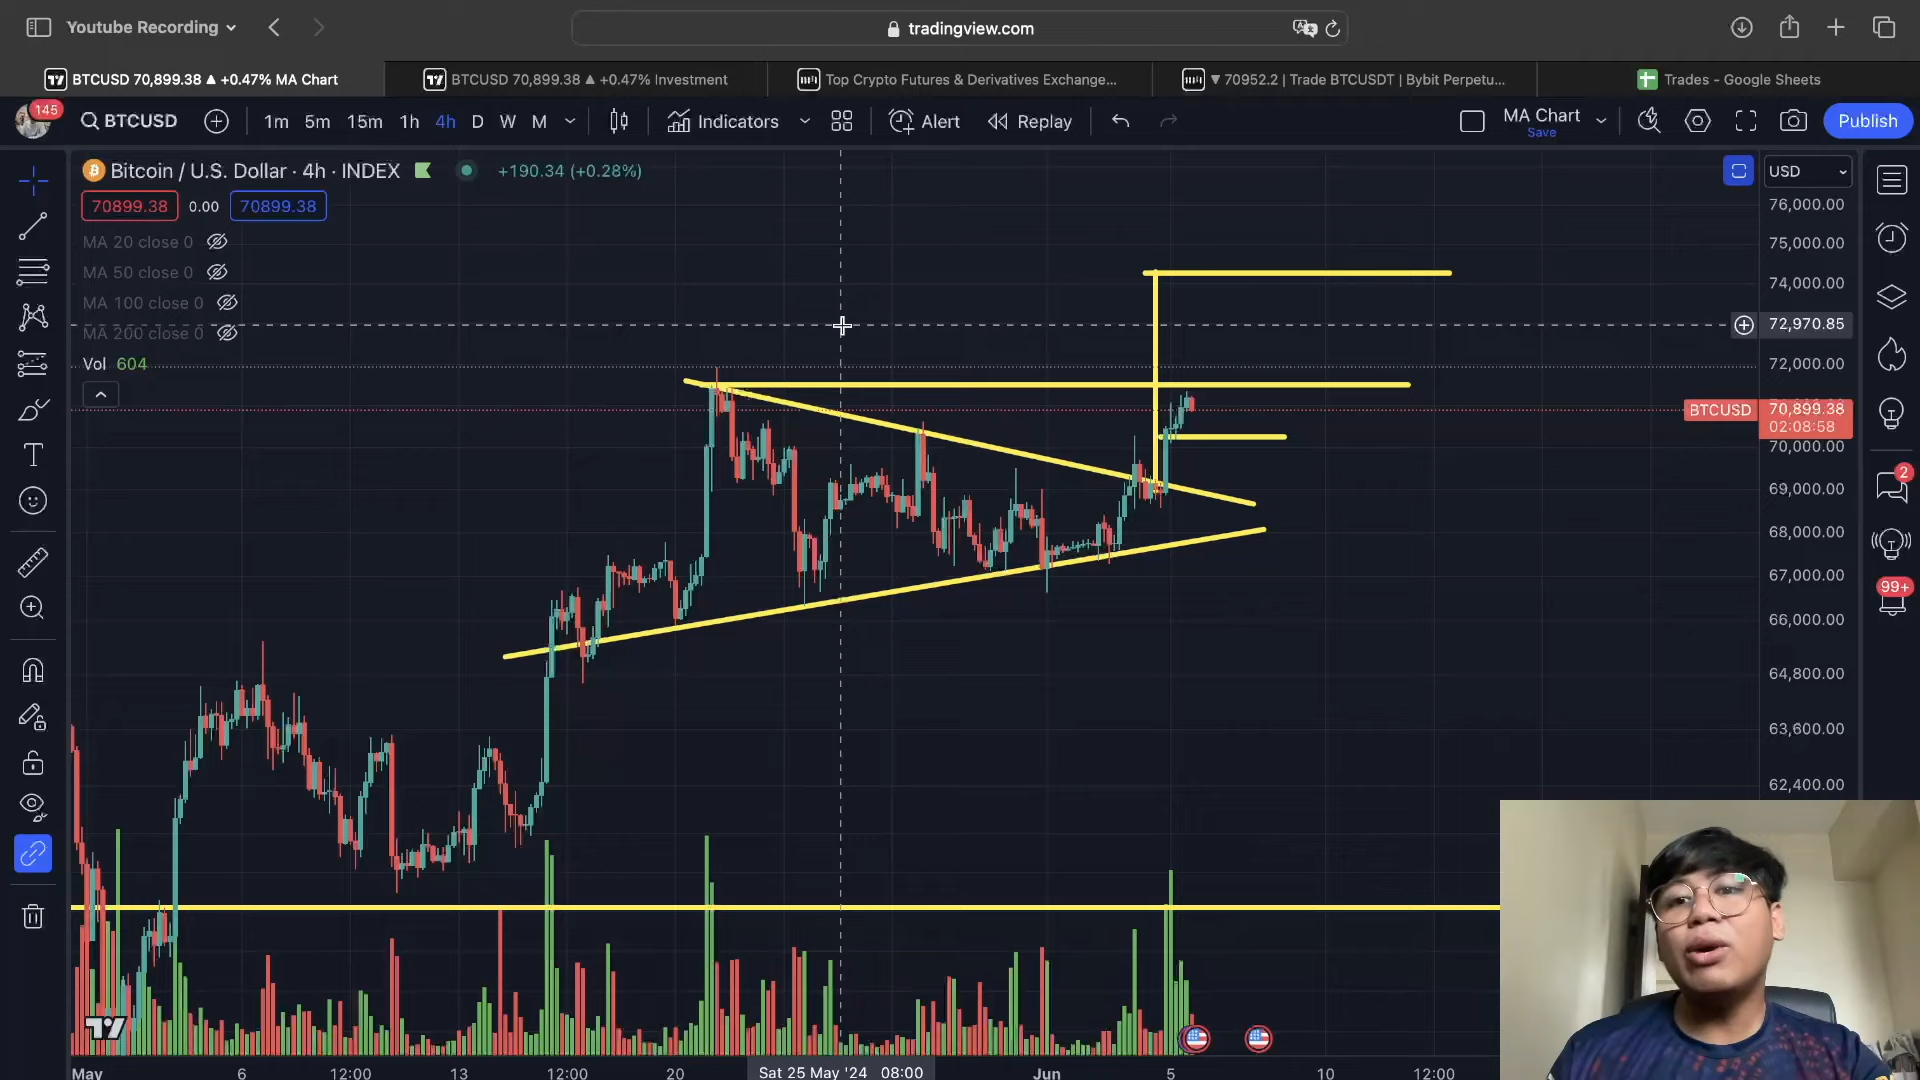 Youtube Recording
tradingview.com
BTCUSD 70,899.38 ▲ +0.47% MA Chart
BTCUSD 70,899.38 ▲ +0.47% Investment
Top Crypto Futures & Derivatives Exchange...
▼ 70952.2 | Trade BTCUSDT | Bybit Perpetu...
Trades - Google Sheets
145
BTCUSD
1m 5m 15m 1h 4h D W M
Indicators
Alert
Replay
MA Chart
Save
Publish
Bitcoin / U.S. Dollar · 4h · INDEX
+190.34 (+0.28%)
70899.38 0.00 70899.38
MA 20 close 0
MA 50 close 0
MA 100 close 0
MA 200 close 0
Vol 604
USD
76,000.00
75,000.00
74,000.00
72,970.85
72,000.00
BTCUSD 70,899.38
02:08:58
70,000.00
69,000.00
68,000.00
67,000.00
66,000.00
64,800.00
63,600.00
62,400.00
2
99+
May 6 12:00 13 12:00 20 Sat 25 May '24 08:00 Jun 5 10 12:00